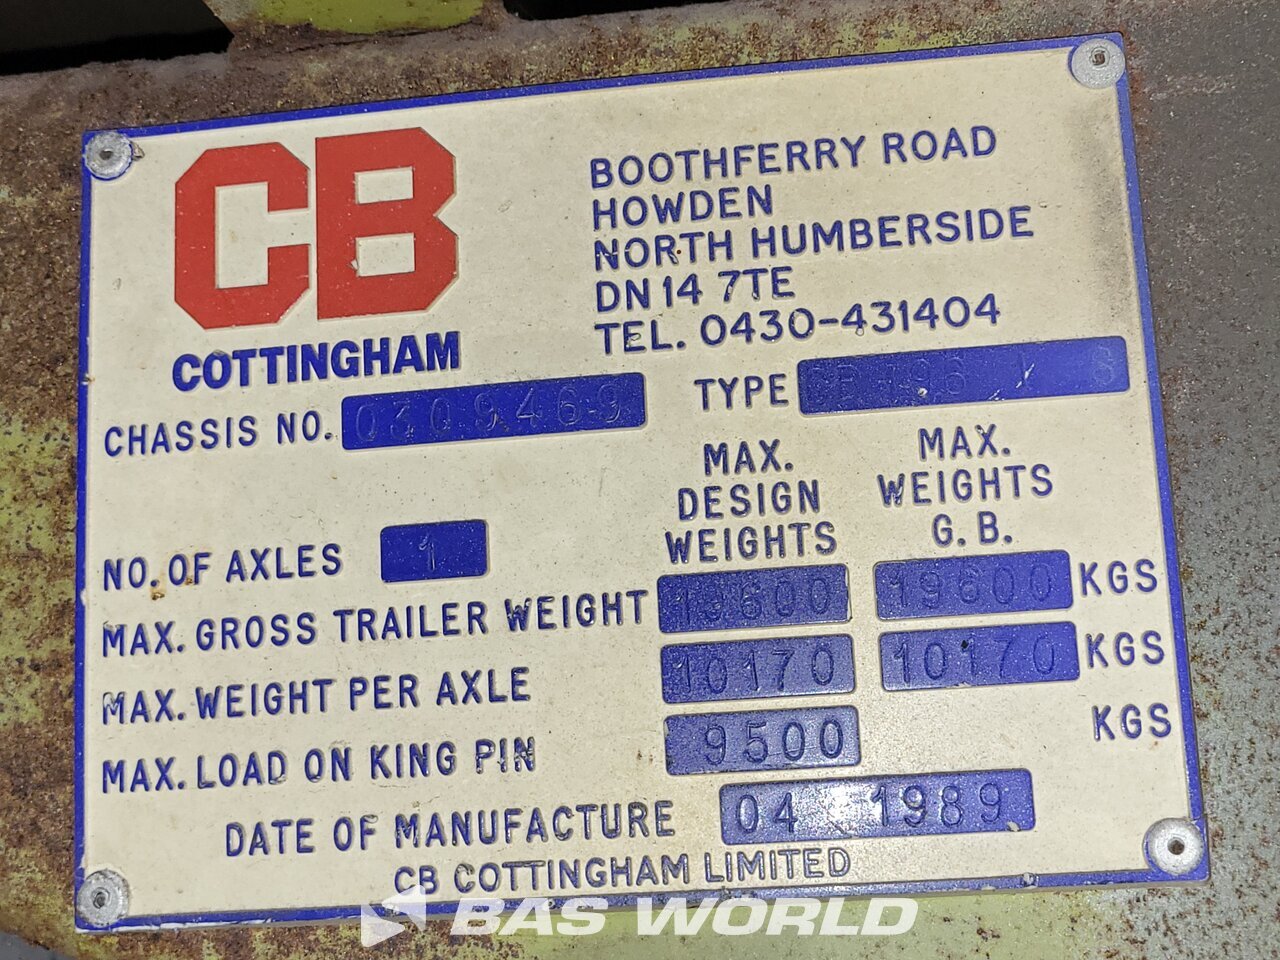 CB
COTTINGHAM
BOOTHFERRY ROAD
HOWDEN
NORTH HUMBERSIDE
DN14 7TE
TEL. 0430-431404
CHASSIS NO. 0309469
TYPE
NO. OF AXLES 1
MAX. DESIGN WEIGHTS
MAX. WEIGHTS G.B.
MAX. GROSS TRAILER WEIGHT 19600 19600 KGS
MAX. WEIGHT PER AXLE 10170 10170 KGS
MAX. LOAD ON KING PIN 9500 KGS
DATE OF MANUFACTURE 04 1989
CB COTTINGHAM LIMITED
BAS WORLD